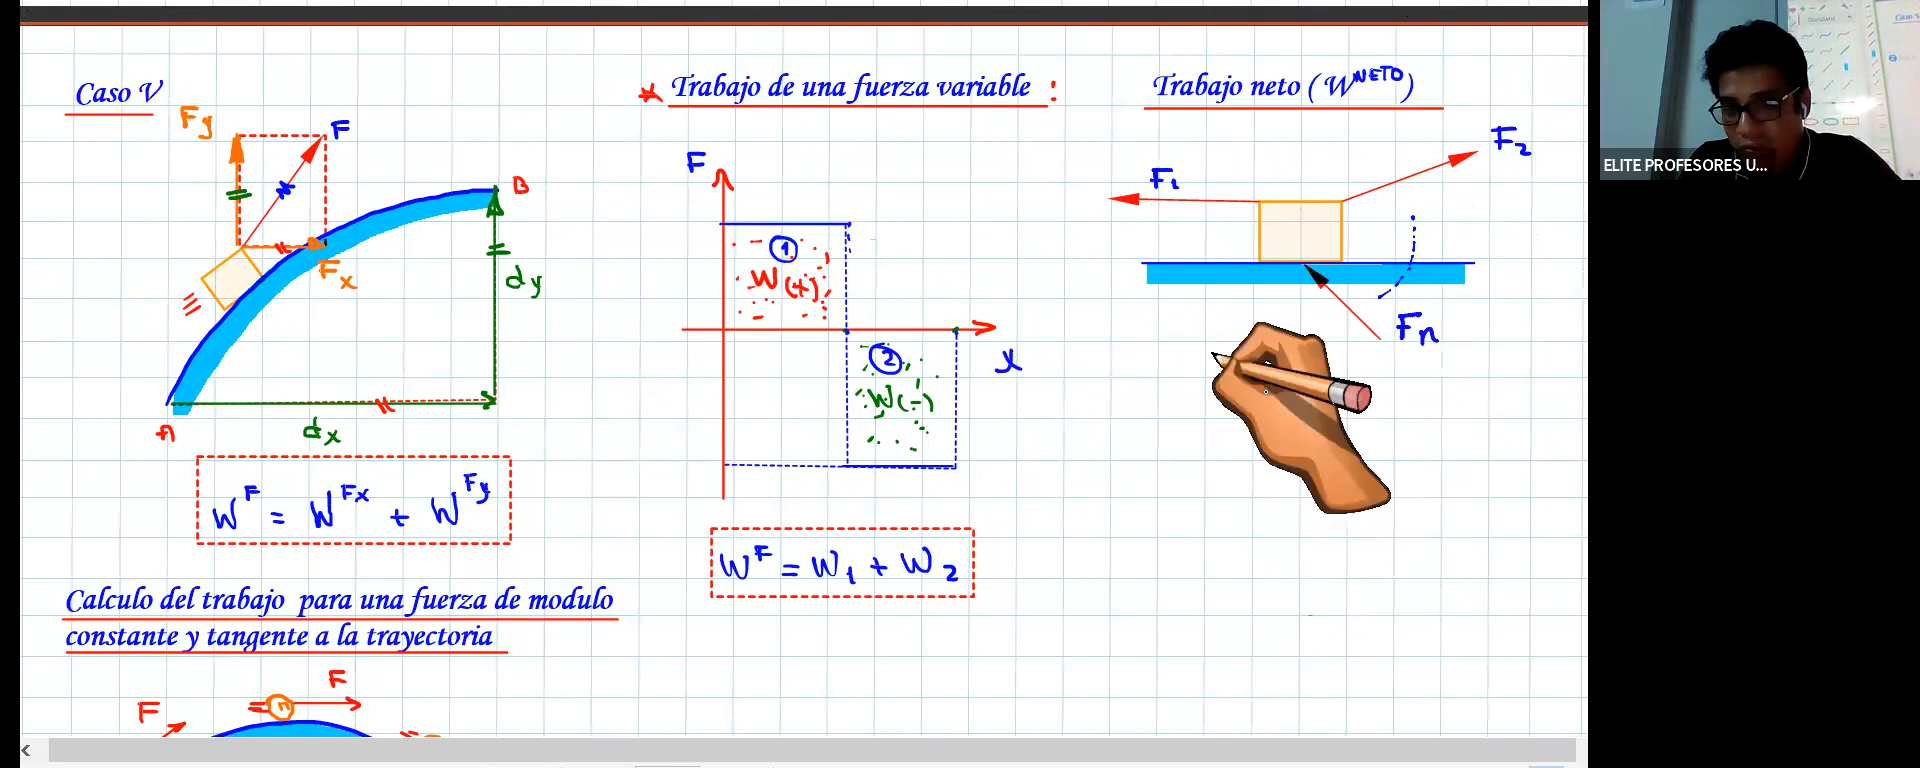 Caso V
Fy
F
B
Fx
dy
A
dx
W^F = W^Fx + W^Fy
Calculo del trabajo para una fuerza de modulo
constante y tangente a la trayectoria
F
F
* Trabajo de una fuerza variable :
F
1
W (+)
2
W(-)
X
W^F = W1 + W2
Trabajo neto ( W^NETO )
F1
F2
Fn
ELITE PROFESORES U...